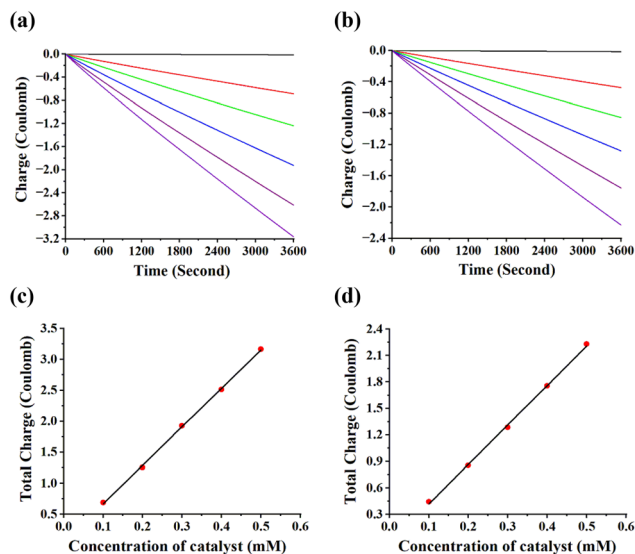 (a)
(b)
0.0
−0.4
−0.8
−1.2
−1.6
−2.0
−2.4
−2.8
−3.2
Charge (Coulomb)
0 600 1200 1800 2400 3000 3600
Time (Second)
0.0
−0.4
−0.8
−1.2
−1.6
−2.0
−2.4
Charge (Coulomb)
0 600 1200 1800 2400 3000 3600
Time (Second)
(c)
(d)
3.5
3.0
2.5
2.0
1.5
1.0
0.5
Total Charge (Coulomb)
0.0 0.1 0.2 0.3 0.4 0.5 0.6
Concentration of catalyst (mM)
2.4
2.1
1.8
1.5
1.2
0.9
0.6
0.3
Total Charge (Coulomb)
0.0 0.1 0.2 0.3 0.4 0.5 0.6
Concentration of catalyst (mM)